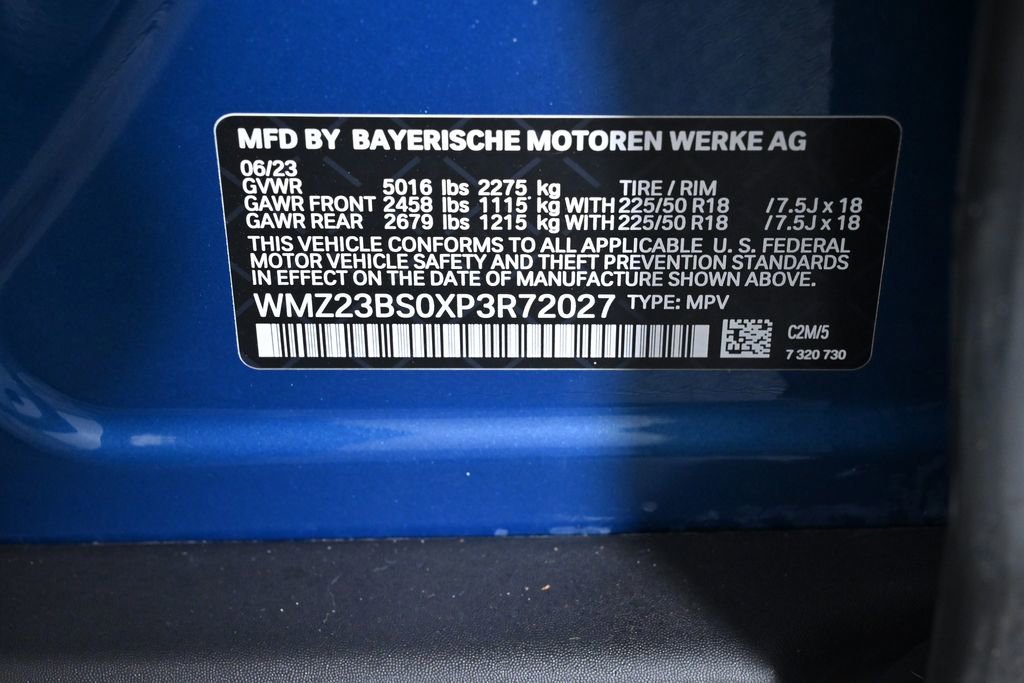 MFD BY BAYERISCHE MOTOREN WERKE AG
06/23
GVWR 5016 lbs 2275 kg TIRE / RIM
GAWR FRONT 2458 lbs 1115 kg WITH 225/50 R18 / 7.5J x 18
GAWR REAR 2679 lbs 1215 kg WITH 225/50 R18 / 7.5J x 18
THIS VEHICLE CONFORMS TO ALL APPLICABLE U. S. FEDERAL
MOTOR VEHICLE SAFETY AND THEFT PREVENTION STANDARDS
IN EFFECT ON THE DATE OF MANUFACTURE SHOWN ABOVE.
WMZ23BS0XP3R72027 TYPE: MPV
C2M/5
7 320 730